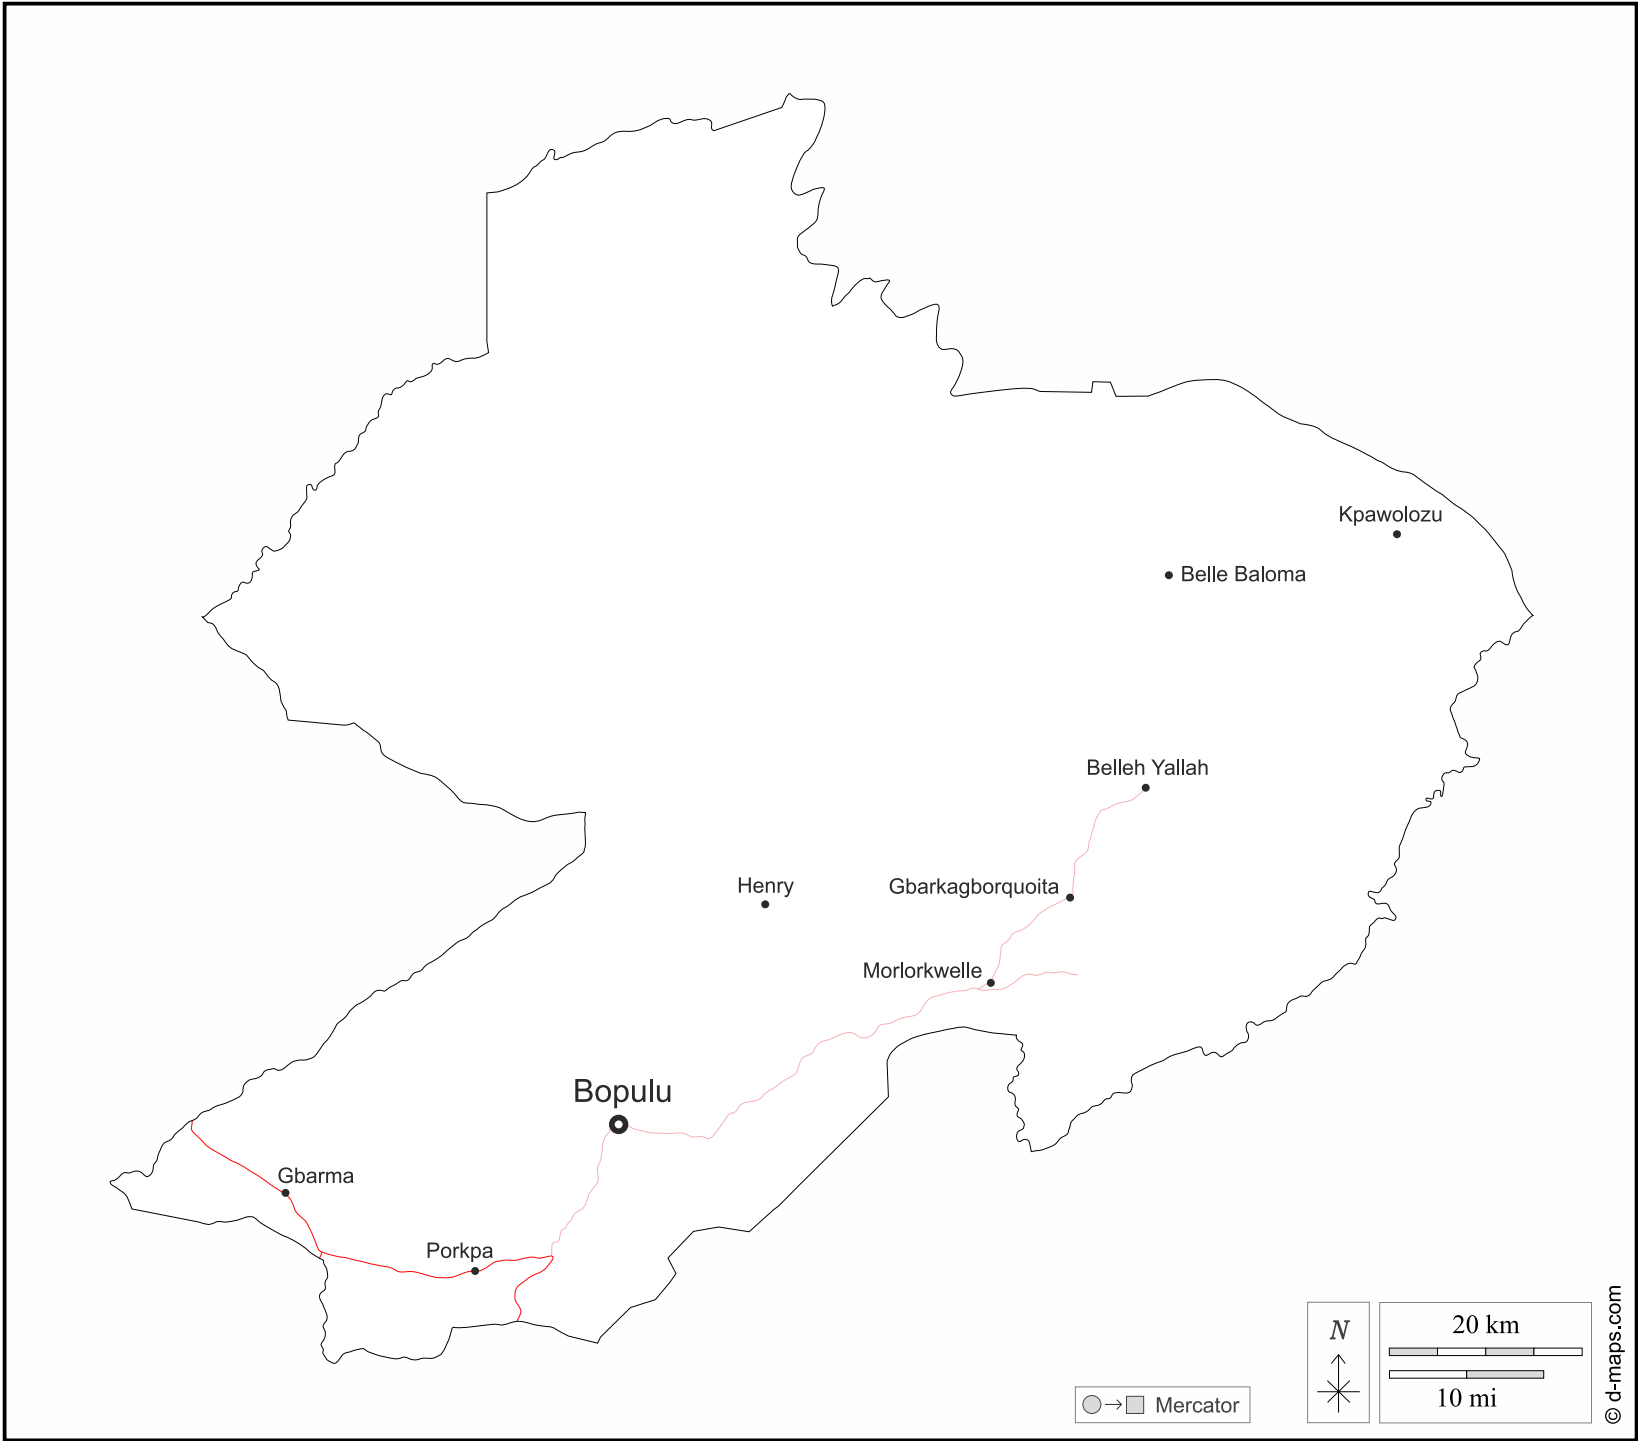 Kpawolozu
Belle Baloma
Belleh Yallah
Henry
Gbarkagborquoita
Morlorkwelle
Bopulu
Gbarma
Porkpa
N
20 km
10 mi
Mercator
© d-maps.com